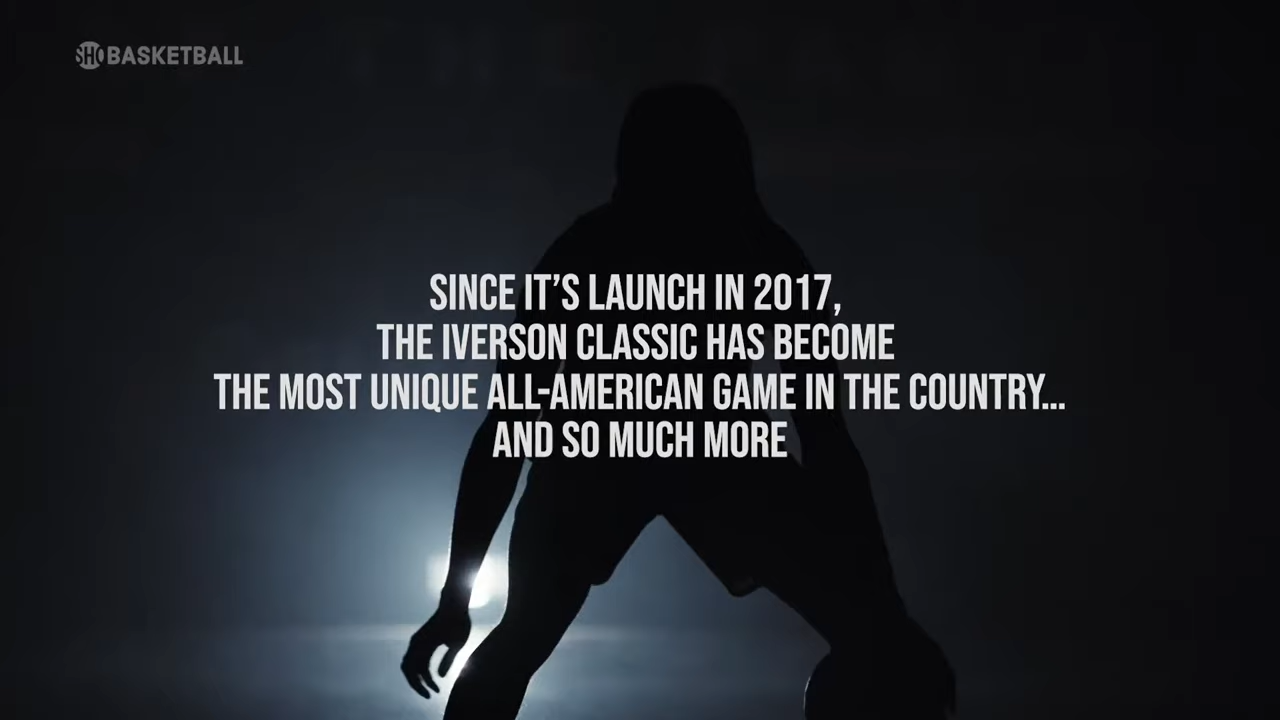 SHO BASKETBALL
SINCE IT’S LAUNCH IN 2017,
THE IVERSON CLASSIC HAS BECOME
THE MOST UNIQUE ALL-AMERICAN GAME IN THE COUNTRY...
AND SO MUCH MORE